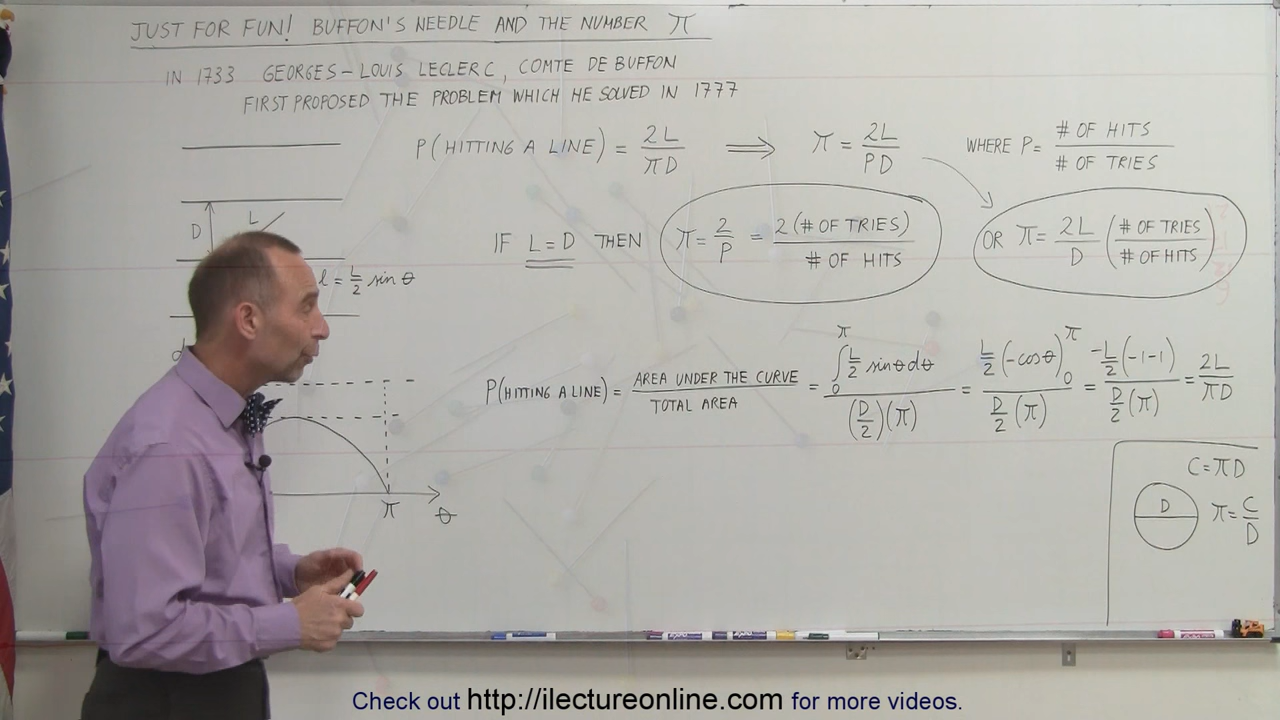 JUST FOR FUN! BUFFON'S NEEDLE AND THE NUMBER π
IN 1733 GEORGES-LOUIS LECLERC, COMTE DE BUFFON
FIRST PROPOSED THE PROBLEM WHICH HE SOLVED IN 1777
P(HITTING A LINE) = 2L/πD ⟹ π = 2L/PD WHERE P = # OF HITS / # OF TRIES
D L
IF L = D THEN π = 2/P = 2(# OF TRIES) / # OF HITS OR π = 2L/D (# OF TRIES / # OF HITS)
l = L/2 sin θ
d
P(HITTING A LINE) = AREA UNDER THE CURVE / TOTAL AREA = ∫₀^π L/2 sin θ dθ / (D/2)(π) = L/2 (-cos θ)₀^π / D/2 (π) = -L/2 (-1-1) / D/2 (π) = 2L/πD
π θ
C = πD
D π = C/D
Check out http://ilectureonline.com for more videos.